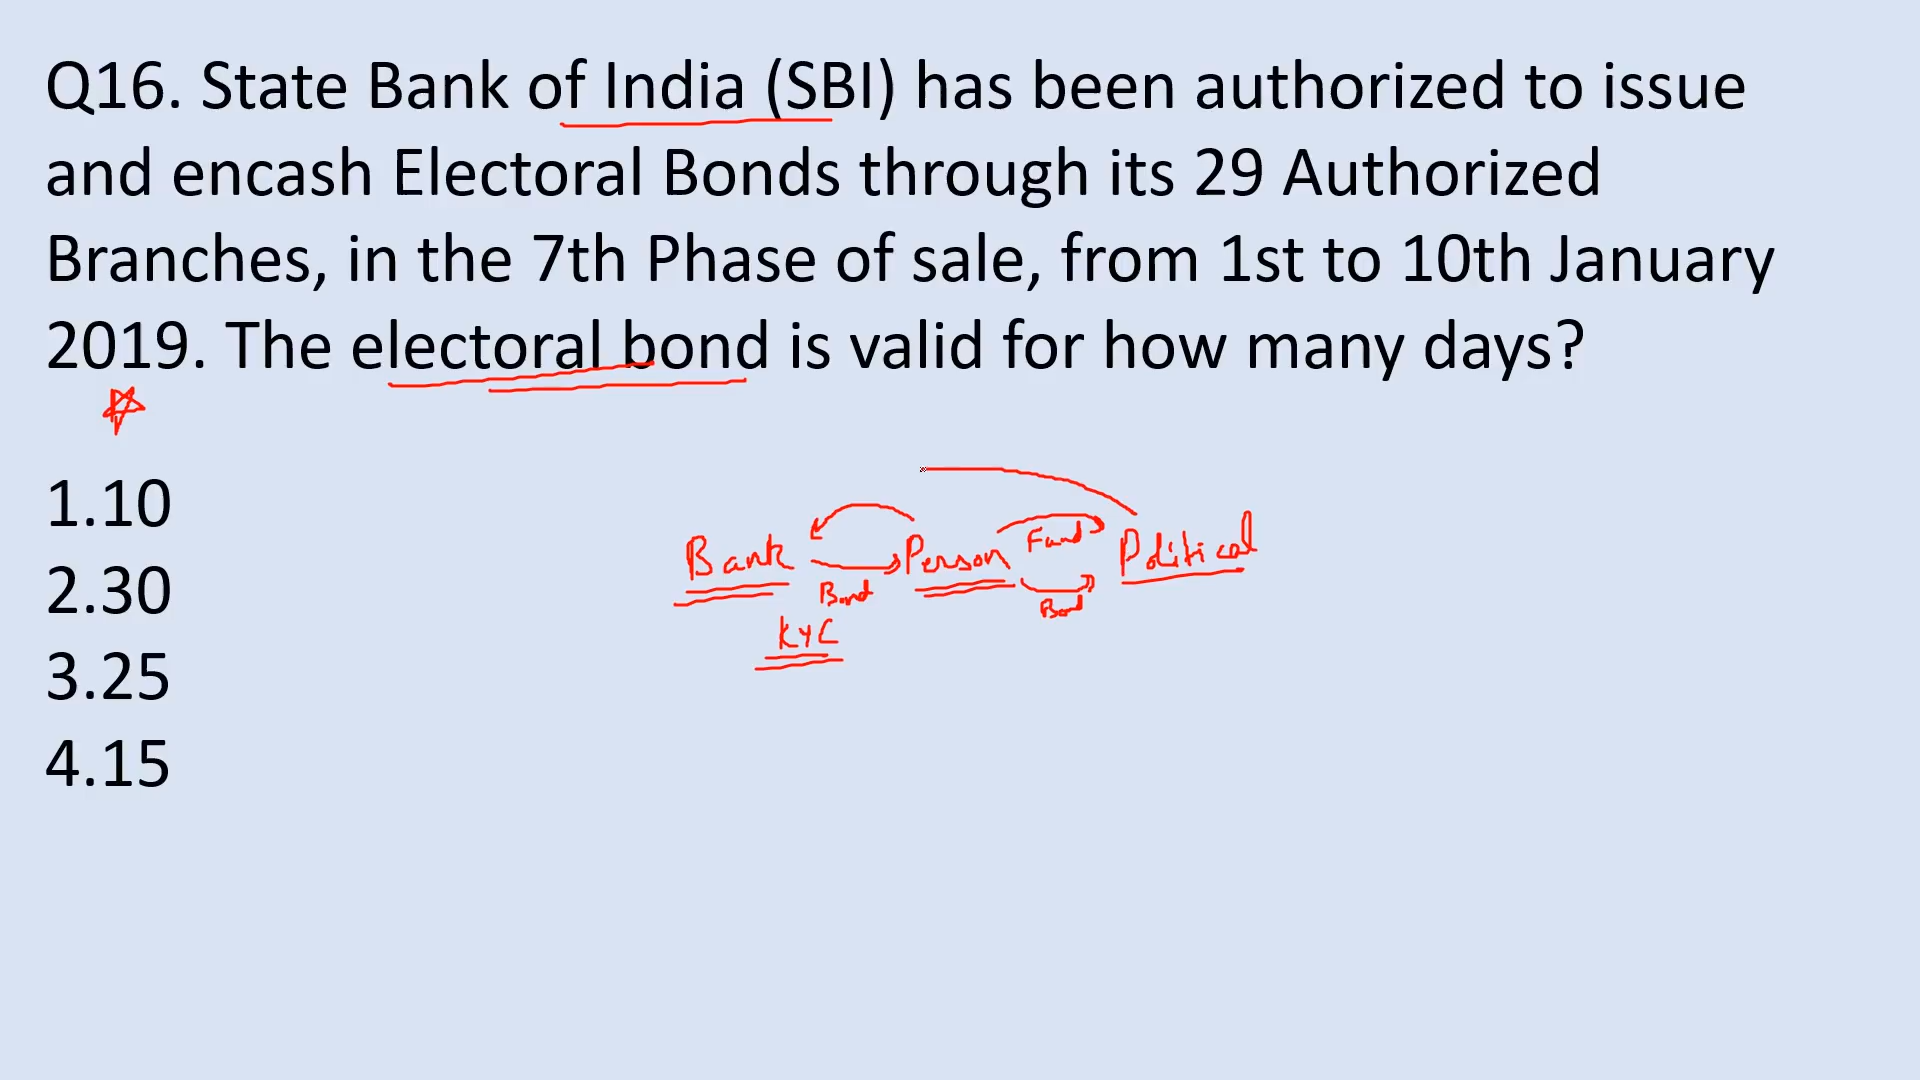 Q16. State Bank of India (SBI) has been authorized to issue
and encash Electoral Bonds through its 29 Authorized
Branches, in the 7th Phase of sale, from 1st to 10th January
2019. The electoral bond is valid for how many days?
1.10
2.30
3.25
4.15
Bank Person Fund Political
Bond Bond
KYC